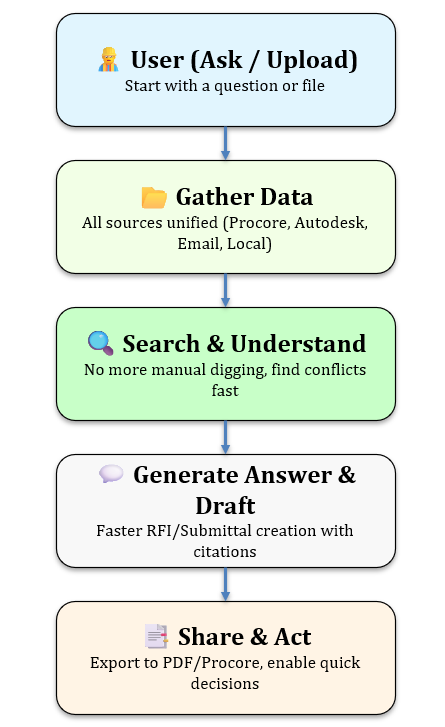 User (Ask / Upload)
Start with a question or file
Gather Data
All sources unified (Procore, Autodesk,
Email, Local)
Search & Understand
No more manual digging, find conflicts
fast
Generate Answer &
Draft
Faster RFI/Submittal creation with
citations
Share & Act
Export to PDF/Procore, enable quick
decisions